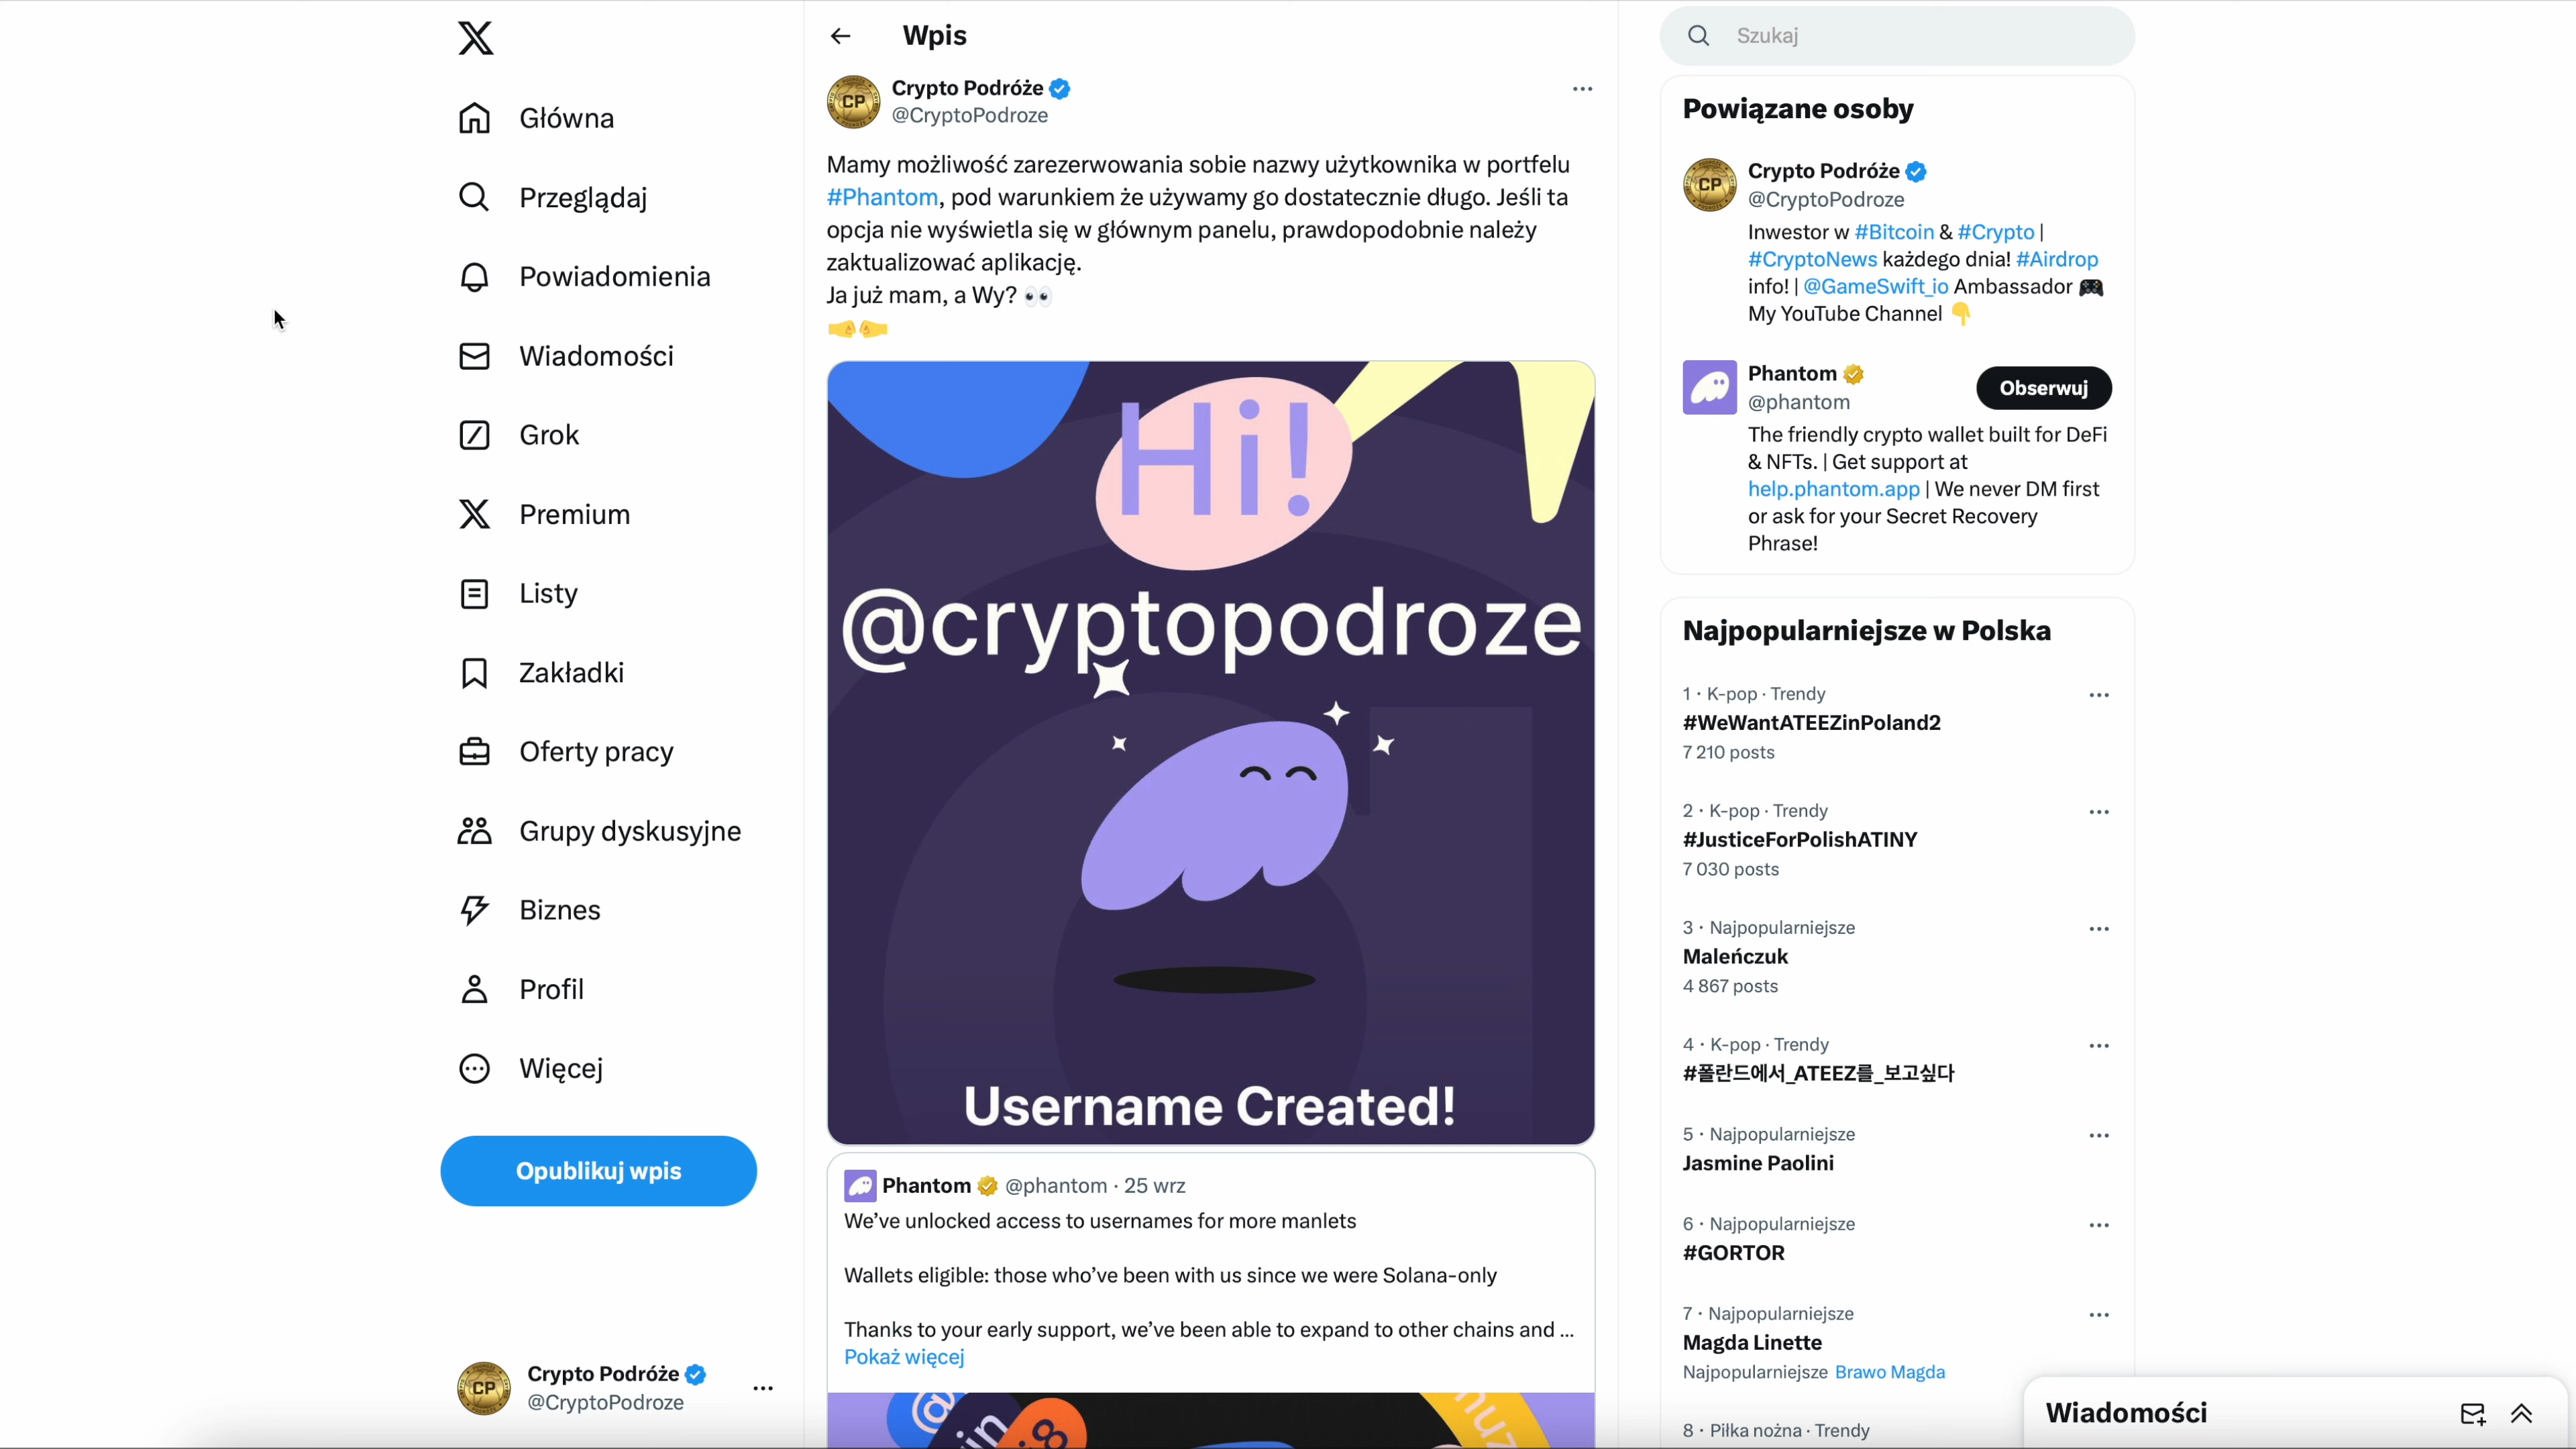 Główna
Przeglądaj
Powiadomienia
Wiadomości
Grok
Premium
Listy
Zakładki
Oferty pracy
Grupy dyskusyjne
Biznes
Profil
Więcej
Opublikuj wpis
CP
Crypto Podróże
@CryptoPodroze
Wpis
CP
Crypto Podróże
@CryptoPodroze
Mamy możliwość zarezerwowania sobie nazwy użytkownika w portfelu
#Phantom, pod warunkiem że używamy go dostatecznie długo. Jeśli ta
opcja nie wyświetla się w głównym panelu, prawdopodobnie należy
zaktualizować aplikację.
Ja już mam, a Wy? 👀
🤜🤛
Hi!
@cryptopodroze
Username Created!
Phantom @phantom · 25 wrz
We’ve unlocked access to usernames for more manlets
Wallets eligible: those who’ve been with us since we were Solana-only
Thanks to your early support, we’ve been able to expand to other chains and ...
Pokaż więcej
Szukaj
Powiązane osoby
CP
Crypto Podróże
@CryptoPodroze
Inwestor w #Bitcoin & #Crypto |
#CryptoNews każdego dnia! #Airdrop
info! | @GameSwift_io Ambassador 🎮
My YouTube Channel 👇
Phantom
@phantom
Obserwuj
The friendly crypto wallet built for DeFi
& NFTs. | Get support at
help.phantom.app | We never DM first
or ask for your Secret Recovery
Phrase!
Najpopularniejsze w Polska
1 · K-pop · Trendy
#WeWantATEEZinPoland2
7 210 posts
2 · K-pop · Trendy
#JusticeForPolishATINY
7 030 posts
3 · Najpopularniejsze
Maleńczuk
4 867 posts
4 · K-pop · Trendy
#폴란드에서_ATEEZ를_보고싶다
5 · Najpopularniejsze
Jasmine Paolini
6 · Najpopularniejsze
#GORTOR
7 · Najpopularniejsze
Magda Linette
Najpopularniejsze Brawo Magda
8 · Piłka nożna · Trendy
Wiadomości